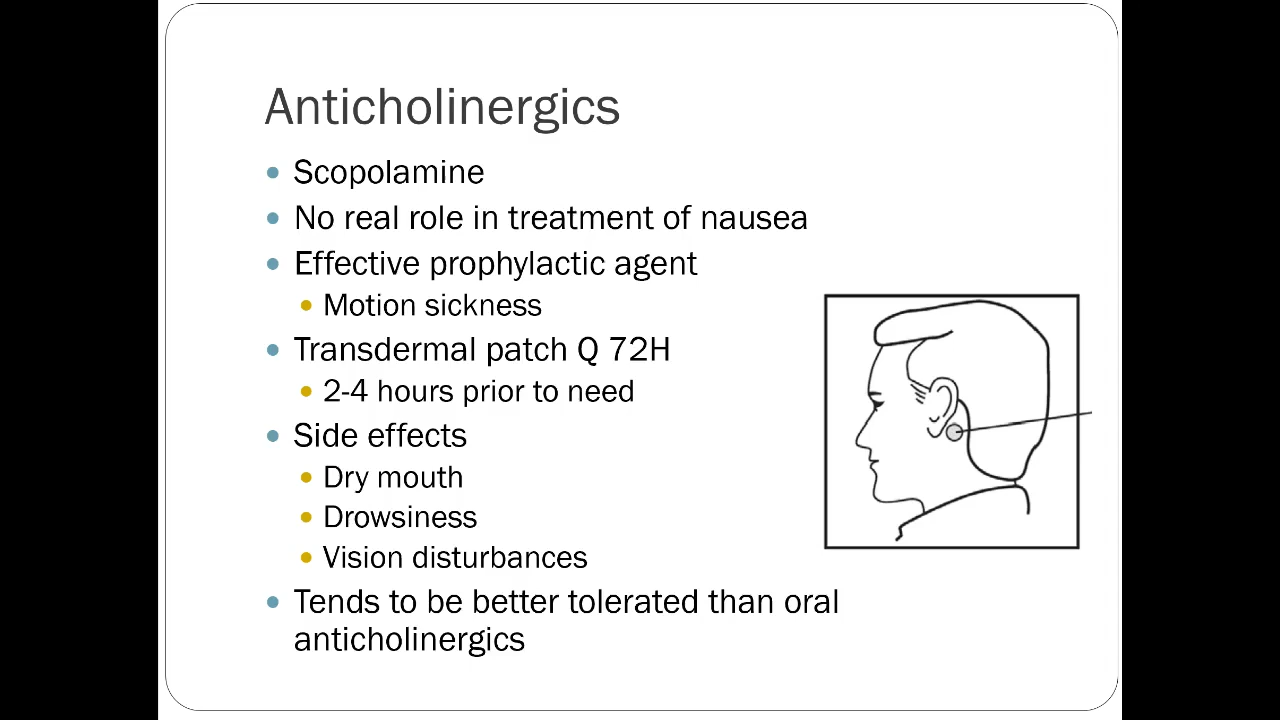 Anticholinergics
Scopolamine
No real role in treatment of nausea
Effective prophylactic agent
Motion sickness
Transdermal patch Q 72H
2-4 hours prior to need
Side effects
Dry mouth
Drowsiness
Vision disturbances
Tends to be better tolerated than oral
anticholinergics